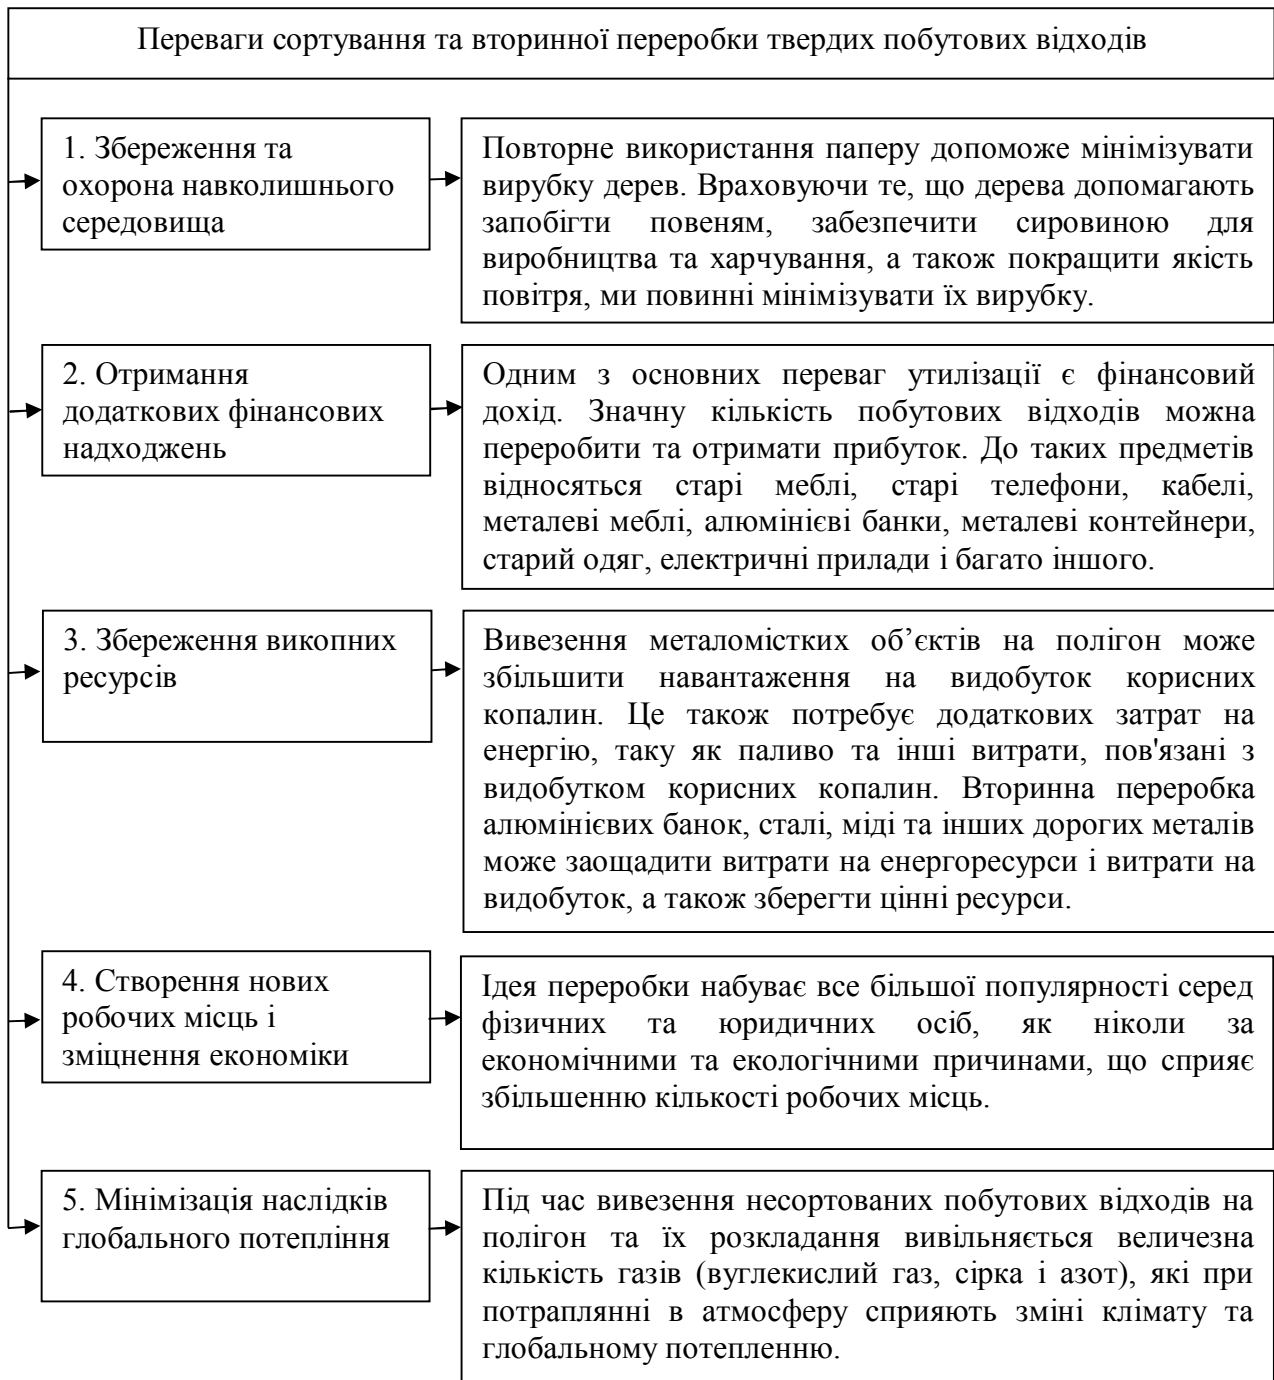 Переваги сортування та вторинної переробки твердих побутових відходів
1. Збереження та
охорона навколишнього
середовища
Повторне використання паперу допоможе мінімізувати
вирубку дерев. Враховуючи те, що дерева допомагають
запобігти повеням, забезпечити сировиною для
виробництва та харчування, а також покращити якість
повітря, ми повинні мінімізувати їх вирубку.
2. Отримання
додаткових фінансових
надходжень
Одним з основних переваг утилізації є фінансовий
дохід. Значну кількість побутових відходів можна
переробити та отримати прибуток. До таких предметів
відносяться старі меблі, старі телефони, кабелі,
металеві меблі, алюмінієві банки, металеві контейнери,
старий одяг, електричні прилади і багато іншого.
3. Збереження викопних
ресурсів
Вивезення металомістких об’єктів на полігон може
збільшити навантаження на видобуток корисних
копалин. Це також потребує додаткових затрат на
енергію, таку як паливо та інші витрати, пов'язані з
видобутком корисних копалин. Вторинна переробка
алюмінієвих банок, сталі, міді та інших дорогих металів
може заощадити витрати на енергоресурси і витрати на
видобуток, а також зберегти цінні ресурси.
4. Створення нових
робочих місць і
зміцнення економіки
Ідея переробки набуває все більшої популярності серед
фізичних та юридичних осіб, як ніколи за
економічними та екологічними причинами, що сприяє
збільшенню кількості робочих місць.
5. Мінімізація наслідків
глобального потепління
Під час вивезення несортованих побутових відходів на
полігон та їх розкладання вивільняється величезна
кількість газів (вуглекислий газ, сірка і азот), які при
потраплянні в атмосферу сприяють зміні клімату та
глобальному потепленню.